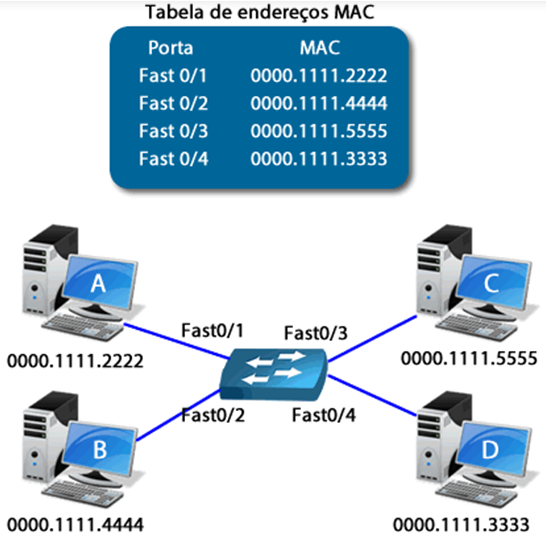 Tabela de endereços MAC
Porta MAC
Fast 0/1 0000.1111.2222
Fast 0/2 0000.1111.4444
Fast 0/3 0000.1111.5555
Fast 0/4 0000.1111.3333
A
C
Fast0/1
Fast0/3
0000.1111.2222
0000.1111.5555
Fast0/2
Fast0/4
B
D
0000.1111.4444
0000.1111.3333